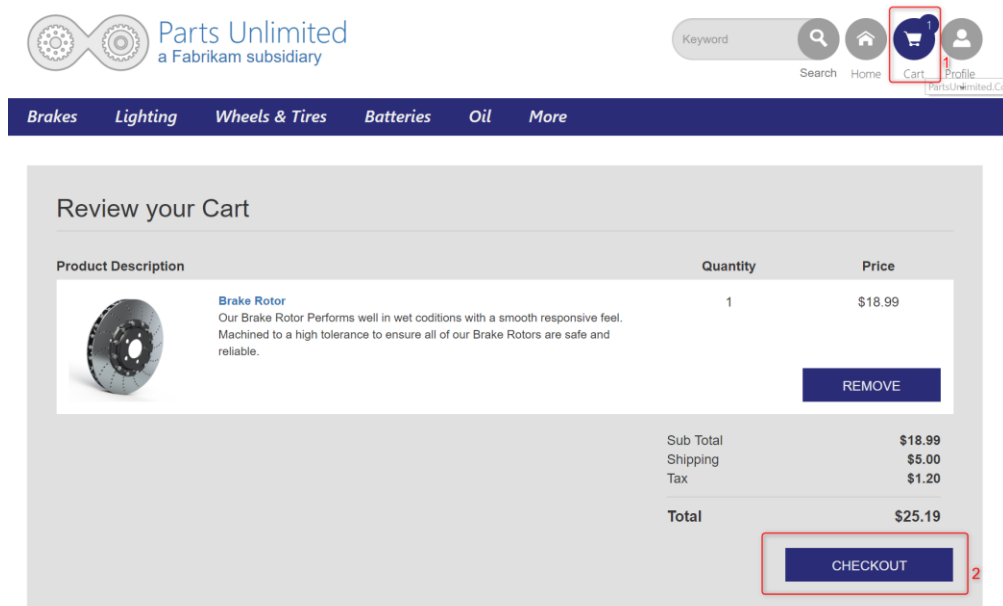 Parts Unlimited
a Fabrikam subsidiary
Keyword
1
Search Home Cart Profile
1
PartsUnlimited.Co
Brakes Lighting Wheels & Tires Batteries Oil More
Review your Cart
Product Description Quantity Price
Brake Rotor 1 $18.99
Our Brake Rotor Performs well in wet coditions with a smooth responsive feel.
Machined to a high tolerance to ensure all of our Brake Rotors are safe and
reliable.
REMOVE
Sub Total $18.99
Shipping $5.00
Tax $1.20
Total $25.19
CHECKOUT
2